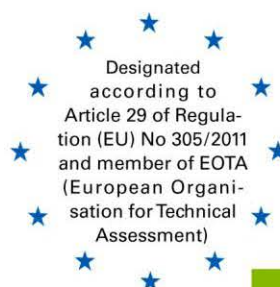 Designated
according to
Article 29 of Regula-
tion (EU) No 305/2011
and member of EOTA
(European Organi-
sation for Technical
Assessment)